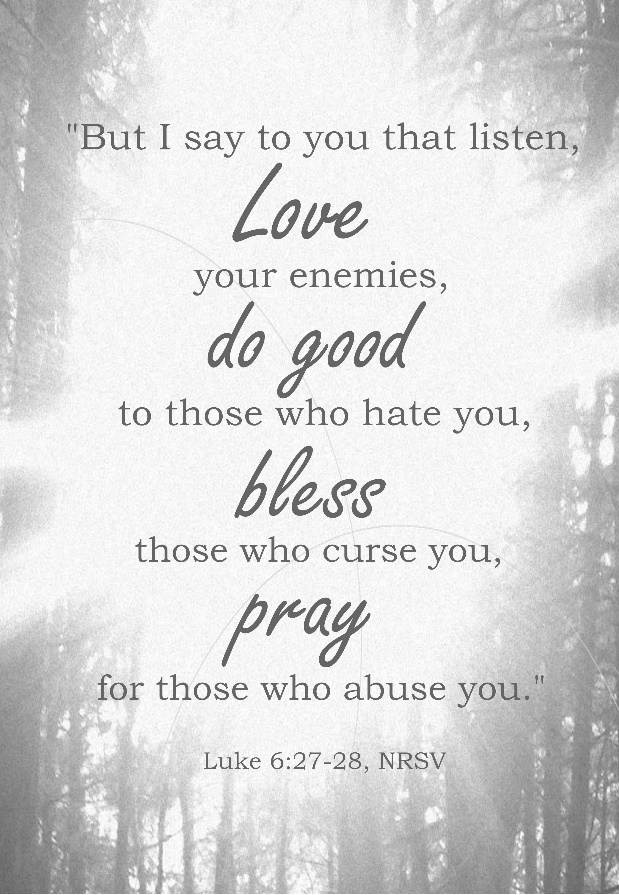 "But I say to you that listen,
Love
your enemies,
do good
to those who hate you,
bless
those who curse you,
pray
for those who abuse you."
Luke 6:27-28, NRSV